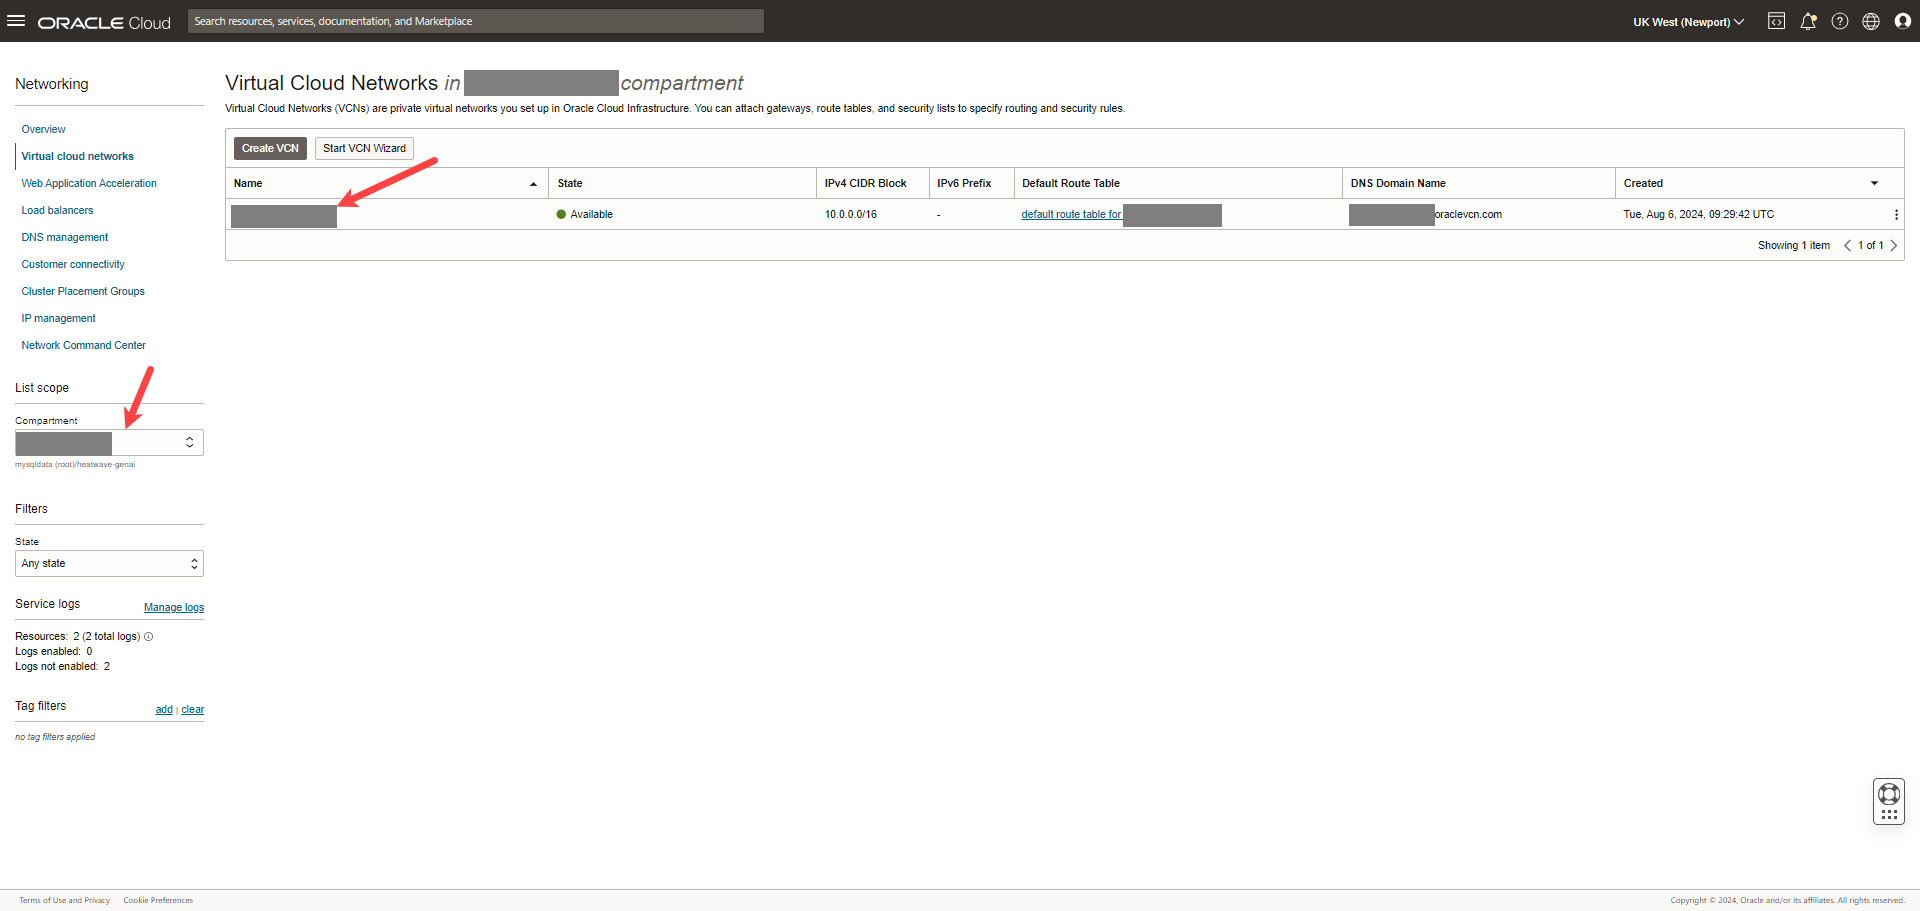 ORACLE Cloud
Search resources, services, documentation, and Marketplace
UK West (Newport)
Networking
Overview
Virtual cloud networks
Web Application Acceleration
Load balancers
DNS management
Customer connectivity
Cluster Placement Groups
IP management
Network Command Center
List scope
Compartment
mysqldata (root)/heatwave-genai
Filters
State
Any state
Service logs
Manage logs
Resources: 2 (2 total logs)
Logs enabled: 0
Logs not enabled: 2
Tag filters
add | clear
no tag filters applied
Virtual Cloud Networks in compartment
Virtual Cloud Networks (VCNs) are private virtual networks you set up in Oracle Cloud Infrastructure. You can attach gateways, route tables, and security lists to specify routing and security rules.
Create VCN
Start VCN Wizard
Name State IPv4 CIDR Block IPv6 Prefix Default Route Table DNS Domain Name Created
Available 10.0.0.0/16 - default route table for oraclevcn.com Tue, Aug 6, 2024, 09:29:42 UTC
Showing 1 item < 1 of 1 >
Terms of Use and Privacy
Cookie Preferences
Copyright © 2024, Oracle and/or its affiliates. All rights reserved.